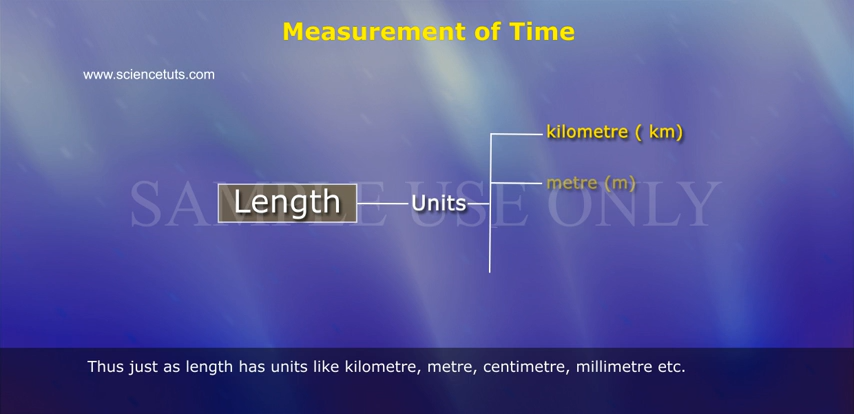 Measurement of Time
www.sciencetuts.com
kilometre ( km)
metre (m)
Length
Units
SAMPLE USE ONLY
Thus just as length has units like kilometre, metre, centimetre, millimetre etc.